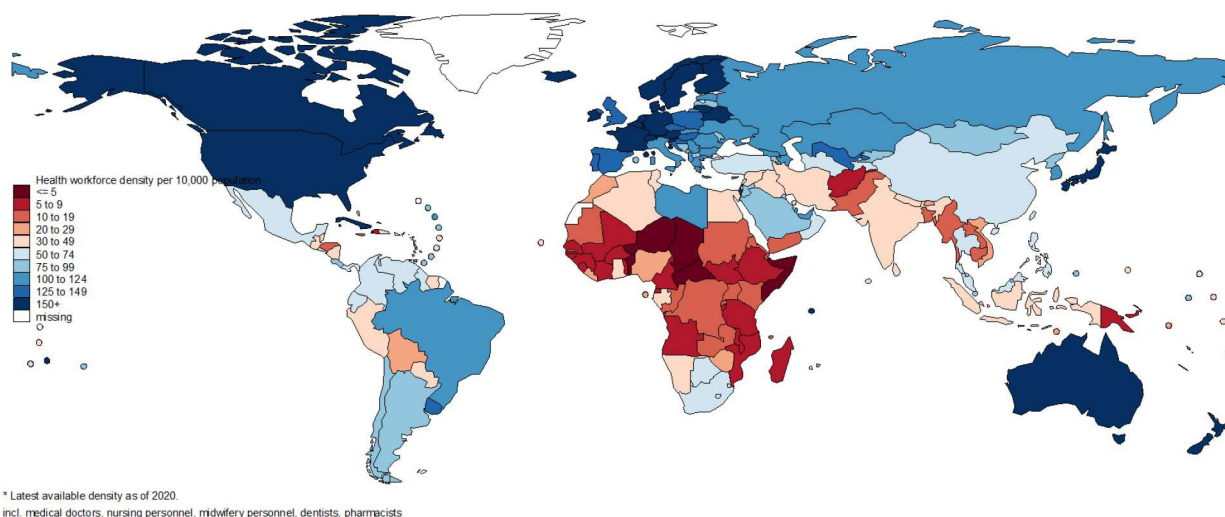 Health workforce density per 10,000 population
<= 5
5 to 9
10 to 19
20 to 29
30 to 49
50 to 74
75 to 99
100 to 124
125 to 149
150+
missing
* Latest available density as of 2020.
incl. medical doctors, nursing personnel, midwifery personnel, dentists, pharmacists